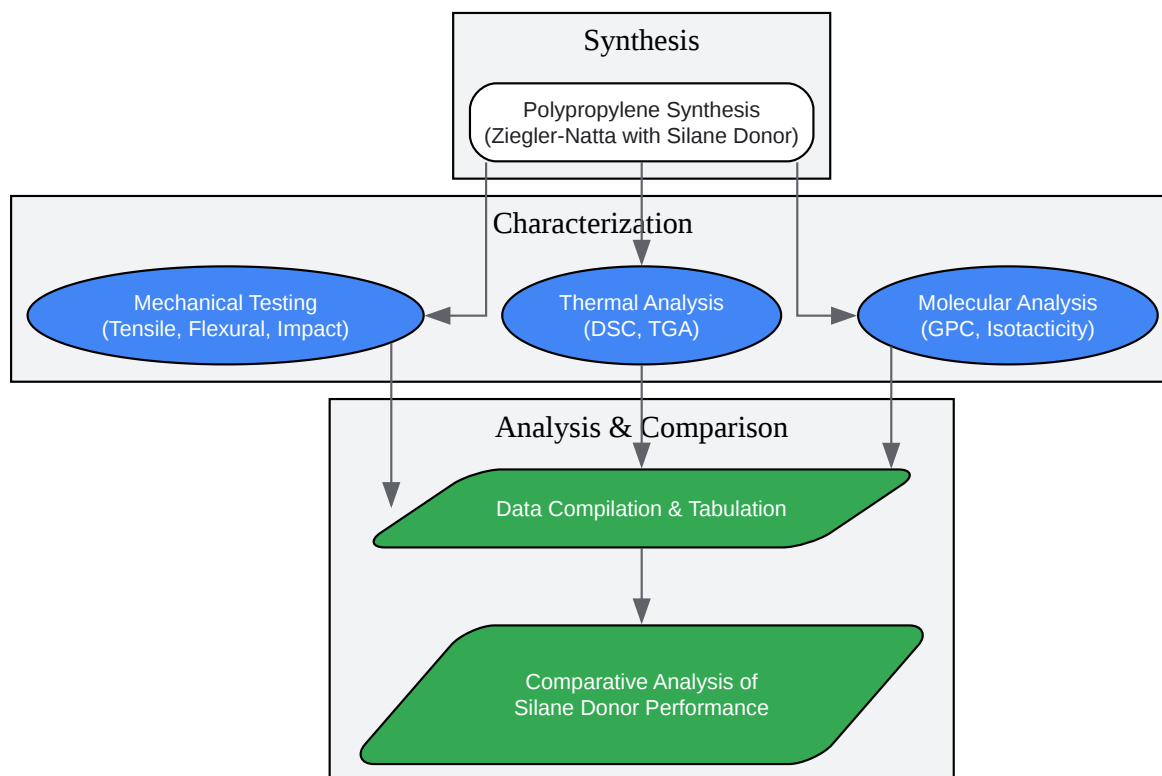 Synthesis
Polypropylene Synthesis
(Ziegler-Natta with Silane Donor)
Characterization
Mechanical Testing
(Tensile, Flexural, Impact)
Thermal Analysis
(DSC, TGA)
Molecular Analysis
(GPC, Isotacticity)
Analysis & Comparison
Data Compilation & Tabulation
Comparative Analysis of
Silane Donor Performance